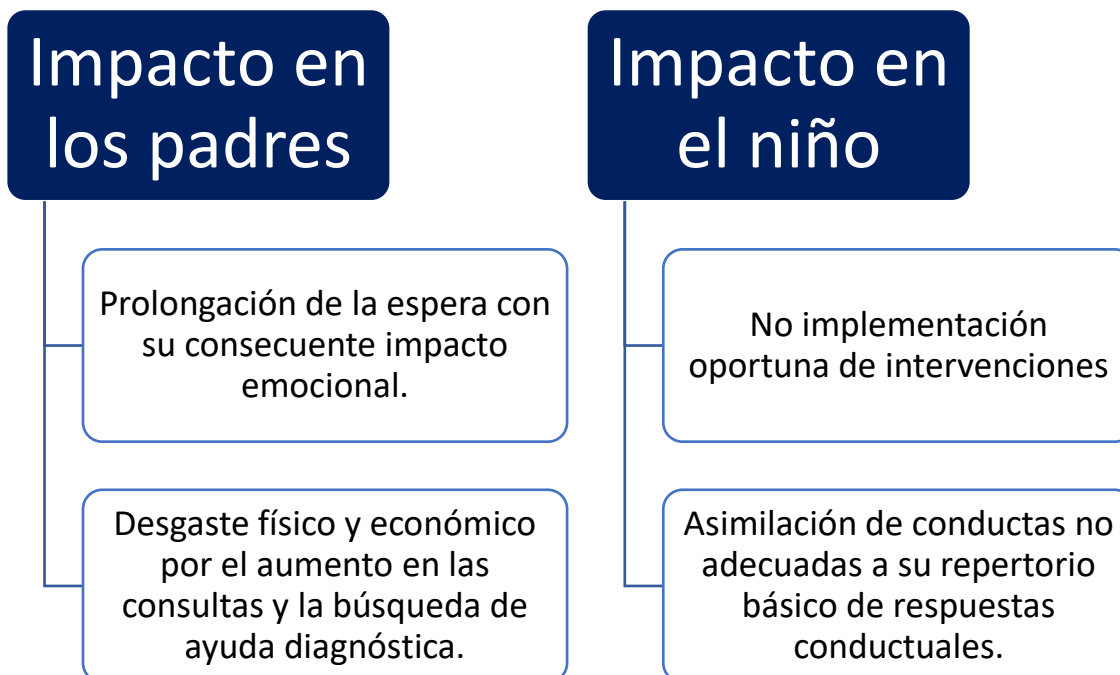 Impacto en
los padres
Prolongación de la espera con
su consecuente impacto
emocional.
Desgaste físico y económico
por el aumento en las
consultas y la búsqueda de
ayuda diagnóstica.
Impacto en
el niño
No implementación
oportuna de intervenciones
Asimilación de conductas no
adecuadas a su repertorio
básico de respuestas
conductuales.